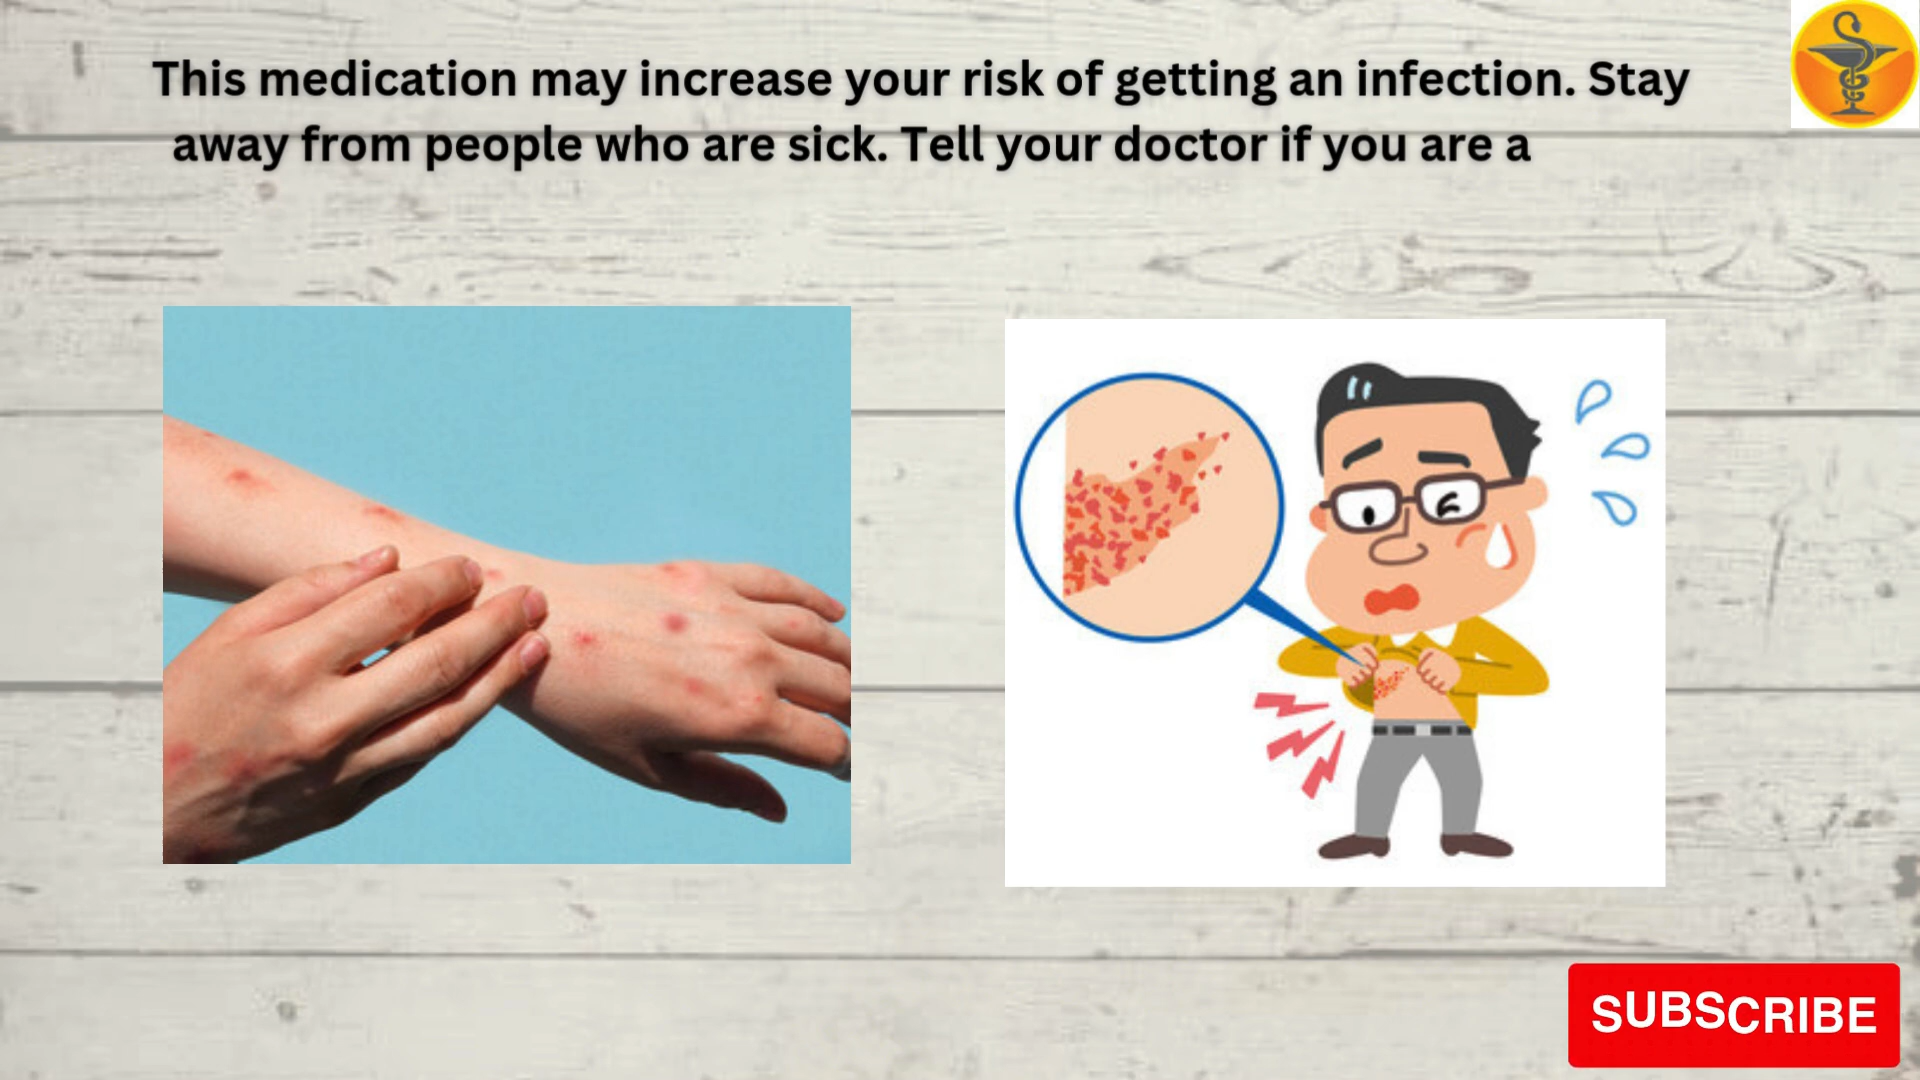 This medication may increase your risk of getting an infection. Stay
away from people who are sick. Tell your doctor if you are a
SUBSCRIBE